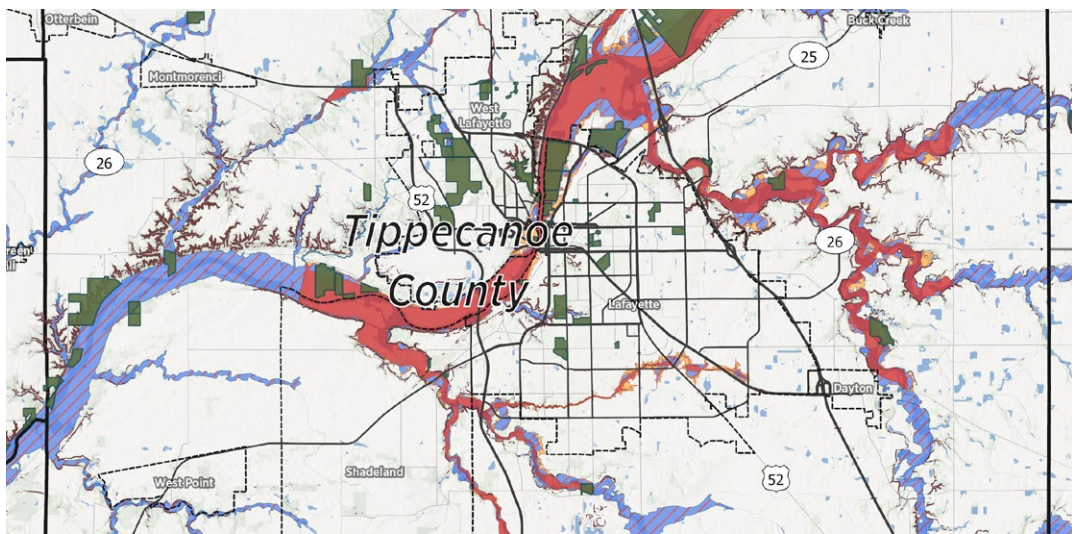 Otterbein
Buck Creek
25
Montmorenci
West
Lafayette
26
52
Tippecanoe
County
26
Lafayette
Dayton
Shadeland
West Point
52